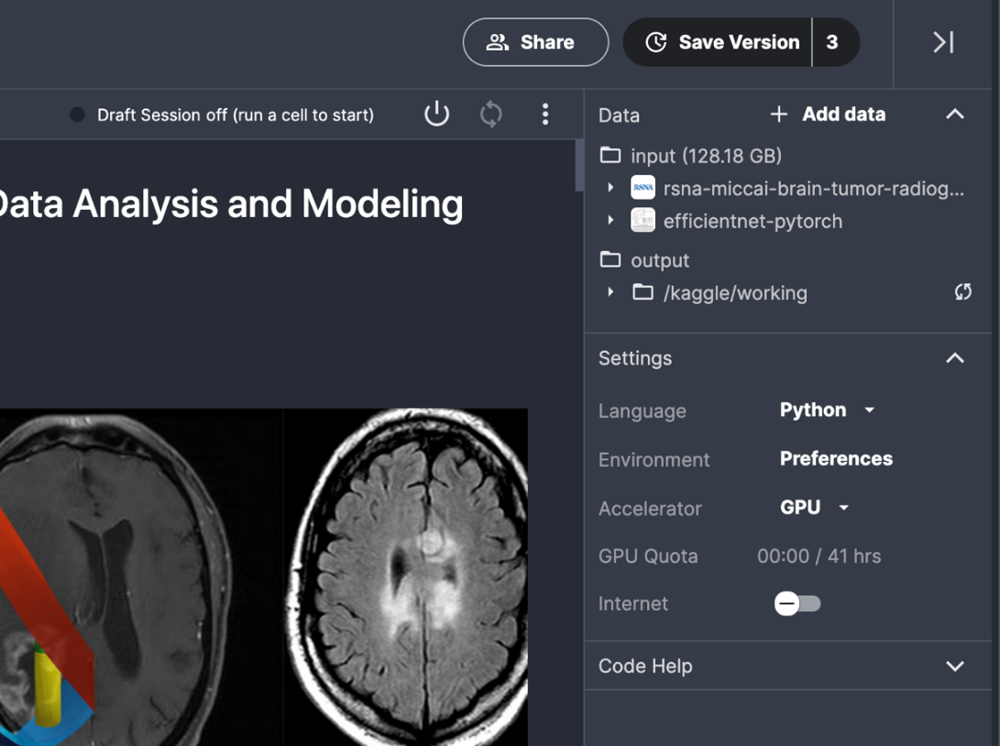 Share
Save Version 3
Draft Session off (run a cell to start)
Data Analysis and Modeling
Data
+ Add data
input (128.18 GB)
RSNA rsna-miccai-brain-tumor-radiog...
efficientnet-pytorch
output
/kaggle/working
Settings
Language Python
Environment Preferences
Accelerator GPU
GPU Quota 00:00 / 41 hrs
Internet
Code Help